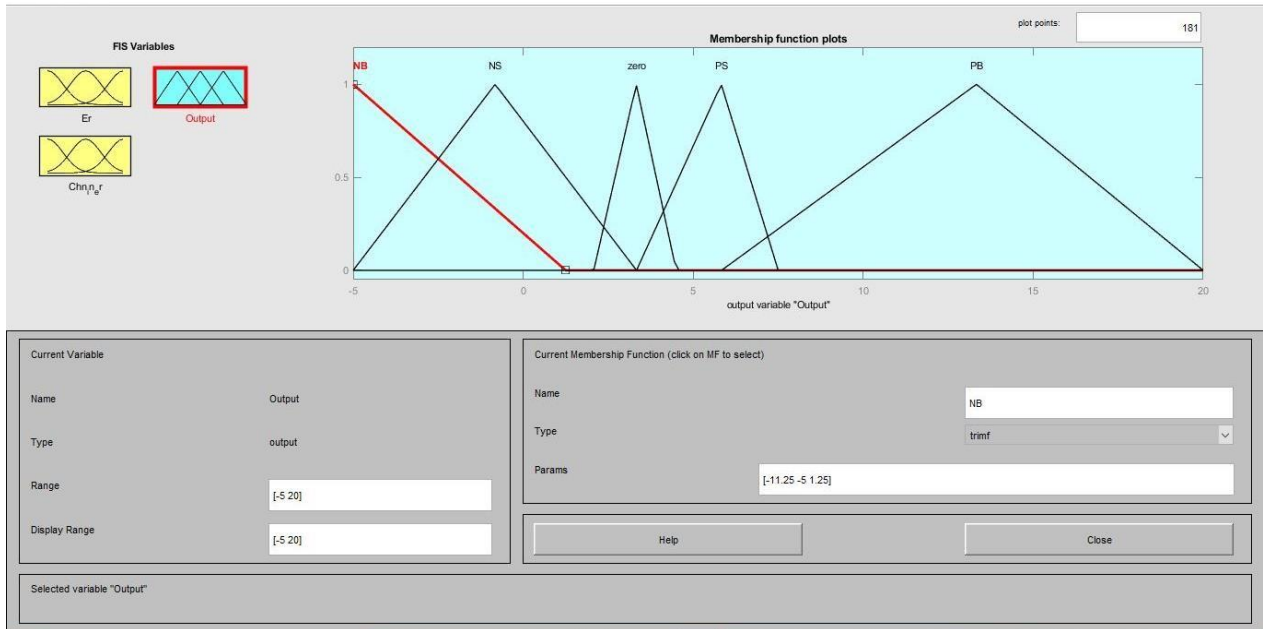 plot points:
181
FIS Variables
Membership function plots
Er
Output
Chn_in_er
NB
NS
zero
PS
PB
1
0.5
0
-5
0
5
10
15
20
output variable "Output"
Current Variable
Name
Output
Type
output
Range
[-5 20]
Display Range
[-5 20]
Current Membership Function (click on MF to select)
Name
NB
Type
trimf
Params
[-11.25 -5 1.25]
Help
Close
Selected variable "Output"